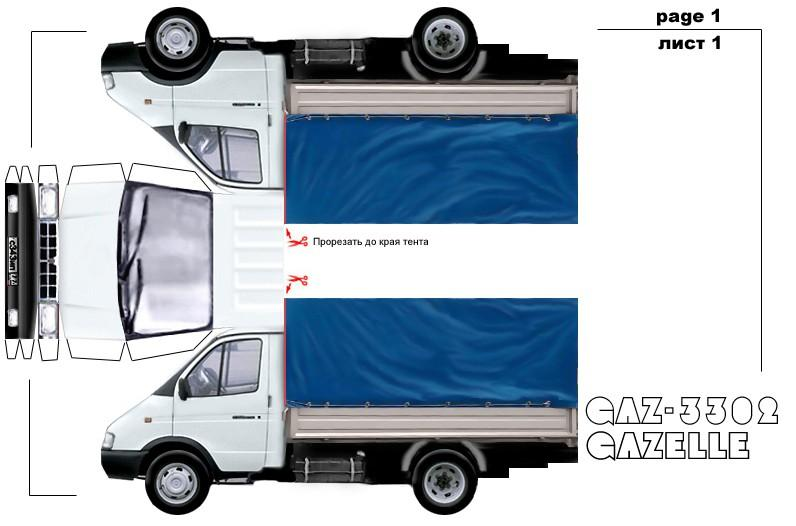 page 1
лист 1
Прорезать до края тента
GAZ-3302
GAZELLE